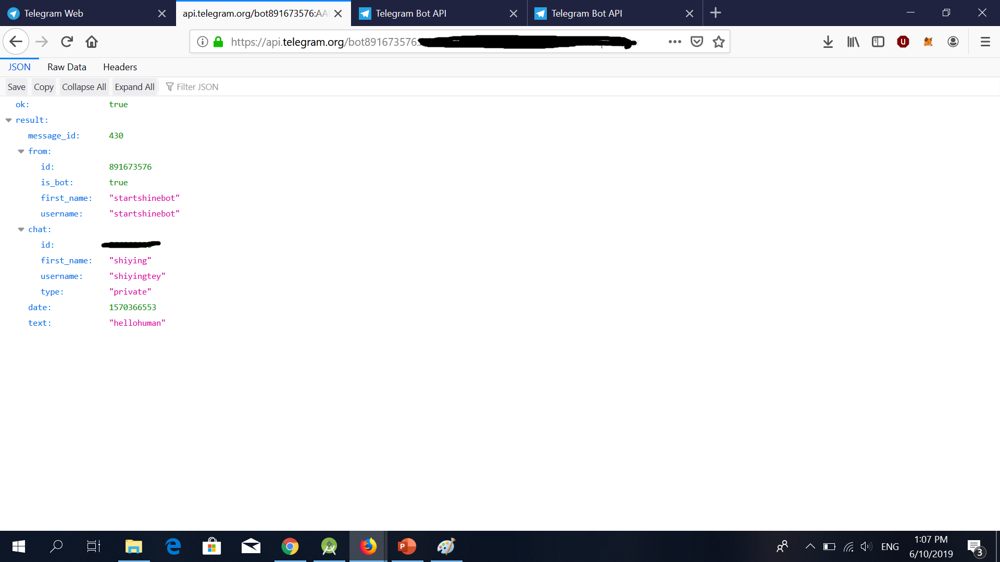 Telegram Web
api.telegram.org/bot891673576:AA
Telegram Bot API
Telegram Bot API
https://api.telegram.org/bot891673576:
JSON
Raw Data
Headers
Save
Copy
Collapse All
Expand All
Filter JSON
ok: true
result:
message_id: 430
from:
id: 891673576
is_bot: true
first_name: "startshinebot"
username: "startshinebot"
chat:
id:
first_name: "shiying"
username: "shiyingtey"
type: "private"
date: 1570366553
text: "hellohuman"
ENG
1:07 PM
6/10/2019
3